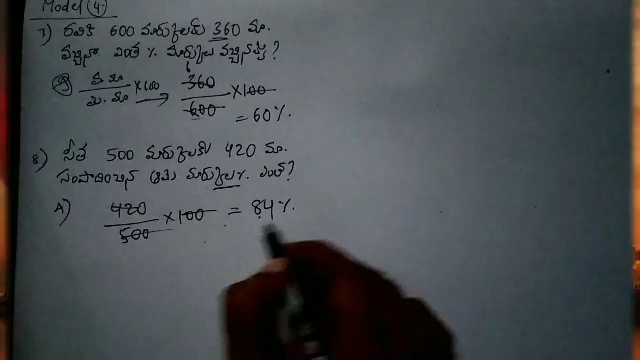 Model (4)
7) రవికి 600 మార్కులకు 360 మా.
వచ్చినా ఎంత % మార్కులు వచ్చినట్లు?
వ. మా / మొ. మా ×100 → 360 / 600 ×100
= 60%.
8) సీత 500 మార్కులకు 420 మా.
సంపాదించిన ఆమె మార్కుల% ఎంత?
A) 420 / 500 ×100 = 84%.